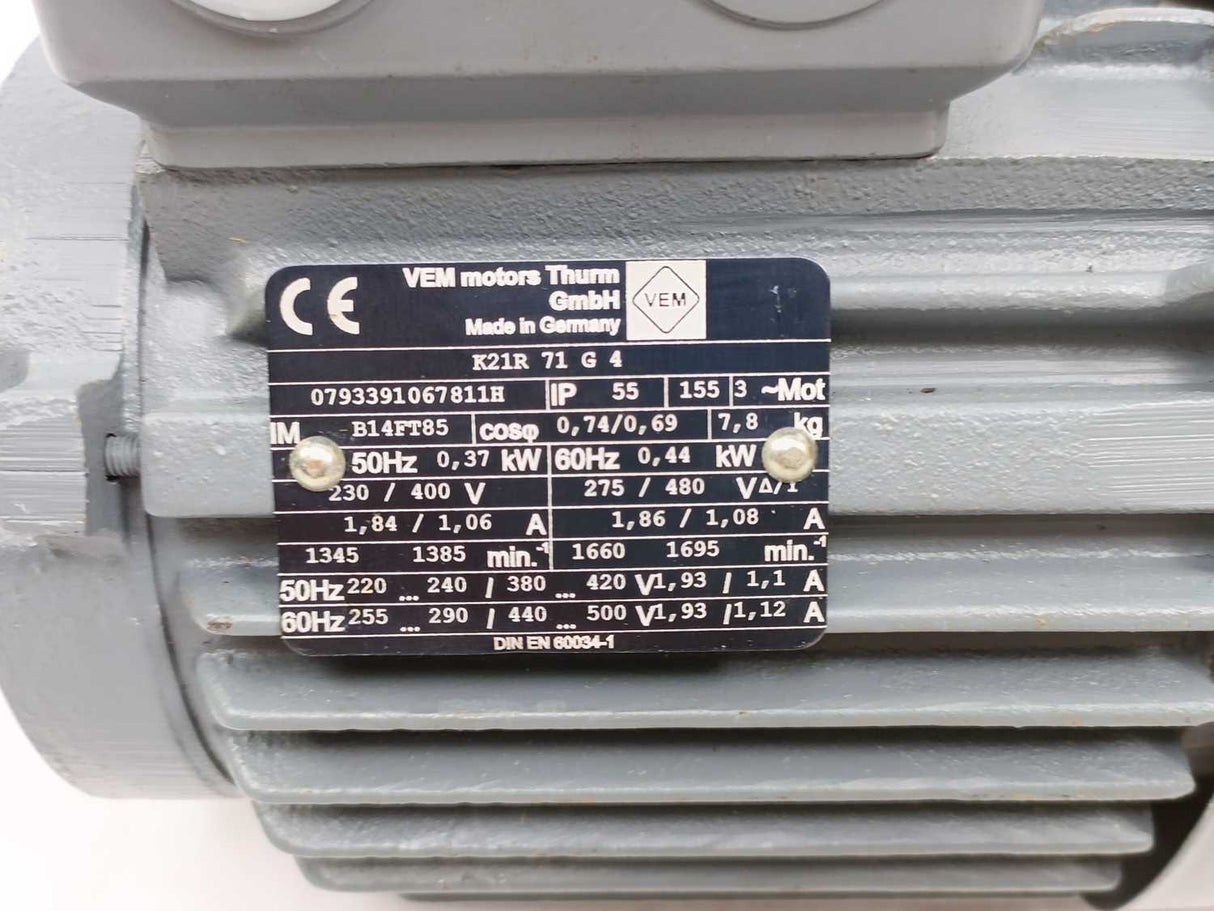 CE VEM motors Thurm
GmbH
Made in Germany
VEM
K21R 71 G 4
0793391067811H IP 55 155 3 ~Mot
IM B14FT85 cosφ 0,74/0,69 7,8 kg
50Hz 0,37 kW 60Hz 0,44 kW
230 / 400 V 275 / 480 V Δ/Y
1,84 / 1,06 A 1,86 / 1,08 A
1345 1385 min.⁻¹ 1660 1695 min.⁻¹
50Hz 220 ... 240 / 380 ... 420 V 1,93 / 1,1 A
60Hz 255 ... 290 / 440 ... 500 V 1,93 / 1,12 A
DIN EN 60034-1